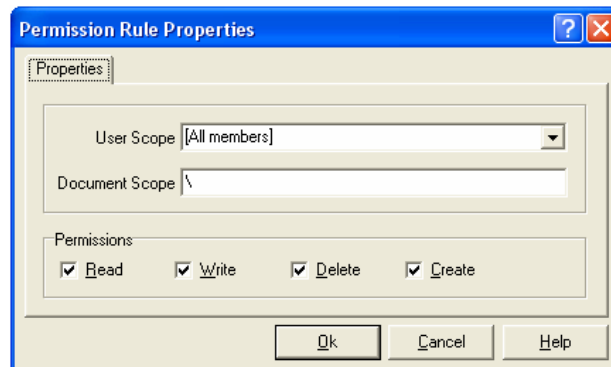 Permission Rule Properties
Properties
User Scope [All members]
Document Scope \
Permissions
Read Write Delete Create
Ok Cancel Help